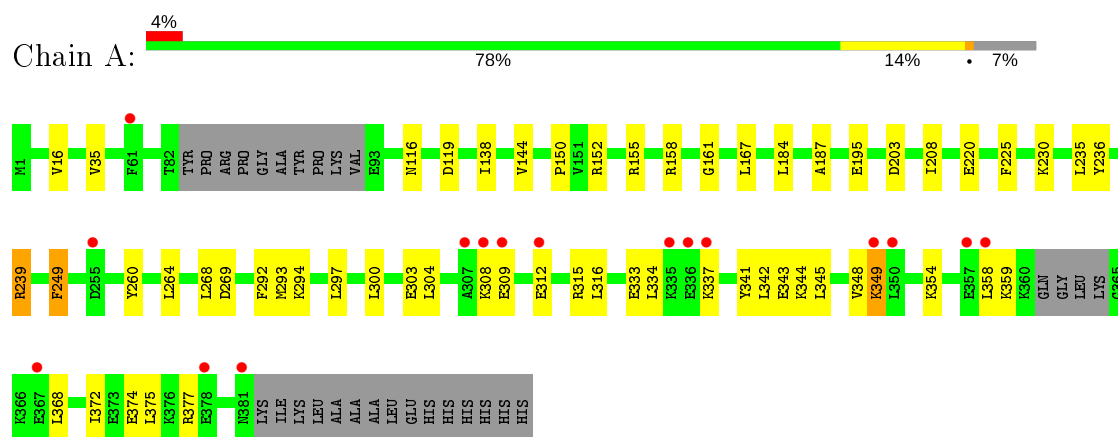 4%
Chain A:
78%
14%
•
7%
M1 V16 V35 F61 T82 TYR PRO ARG PRO GLY ALA TYR PRO LYS VAL E93 N116 D119 I138 V144 P150 V151 R152 R155 R158 G161 L167 L184 A187 E195 D203 I208 E220 F225 K230 L235 Y236
R239 F249 D255 Y260 L264 L268 D269 F292 M293 K294 L297 L300 E303 L304 A307 K308 E309 E312 R315 L316 E333 L334 K335 E336 K337 Y341 L342 E343 K344 L345 V348 K349 L350 K354 E357 L358 K359 K360 GLN GLY LEU LYS
K366 E367 L368 I372 E373 E374 L375 K376 R377 E378 N381 LYS ILE LYS LEU ALA ALA ALA LEU GLU HIS HIS HIS HIS HIS HIS